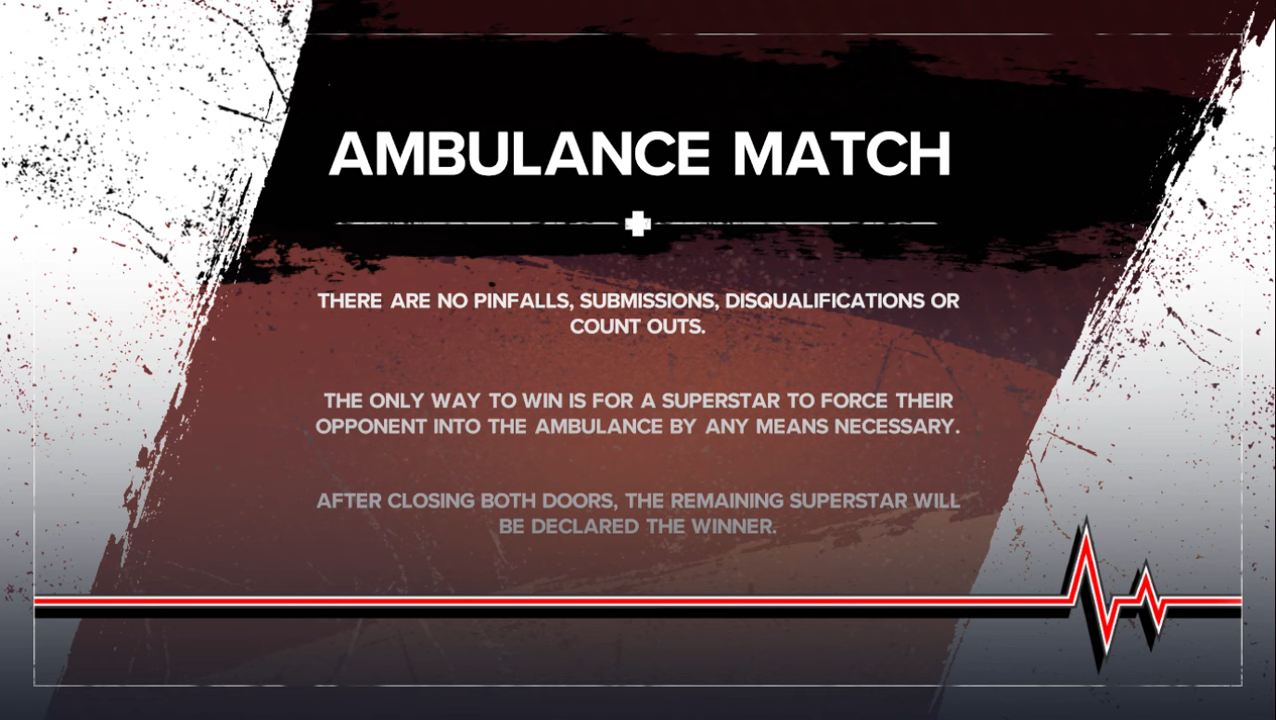 AMBULANCE MATCH
THERE ARE NO PINFALLS, SUBMISSIONS, DISQUALIFICATIONS OR
COUNT OUTS.
THE ONLY WAY TO WIN IS FOR A SUPERSTAR TO FORCE THEIR
OPPONENT INTO THE AMBULANCE BY ANY MEANS NECESSARY.
AFTER CLOSING BOTH DOORS, THE REMAINING SUPERSTAR WILL
BE DECLARED THE WINNER.